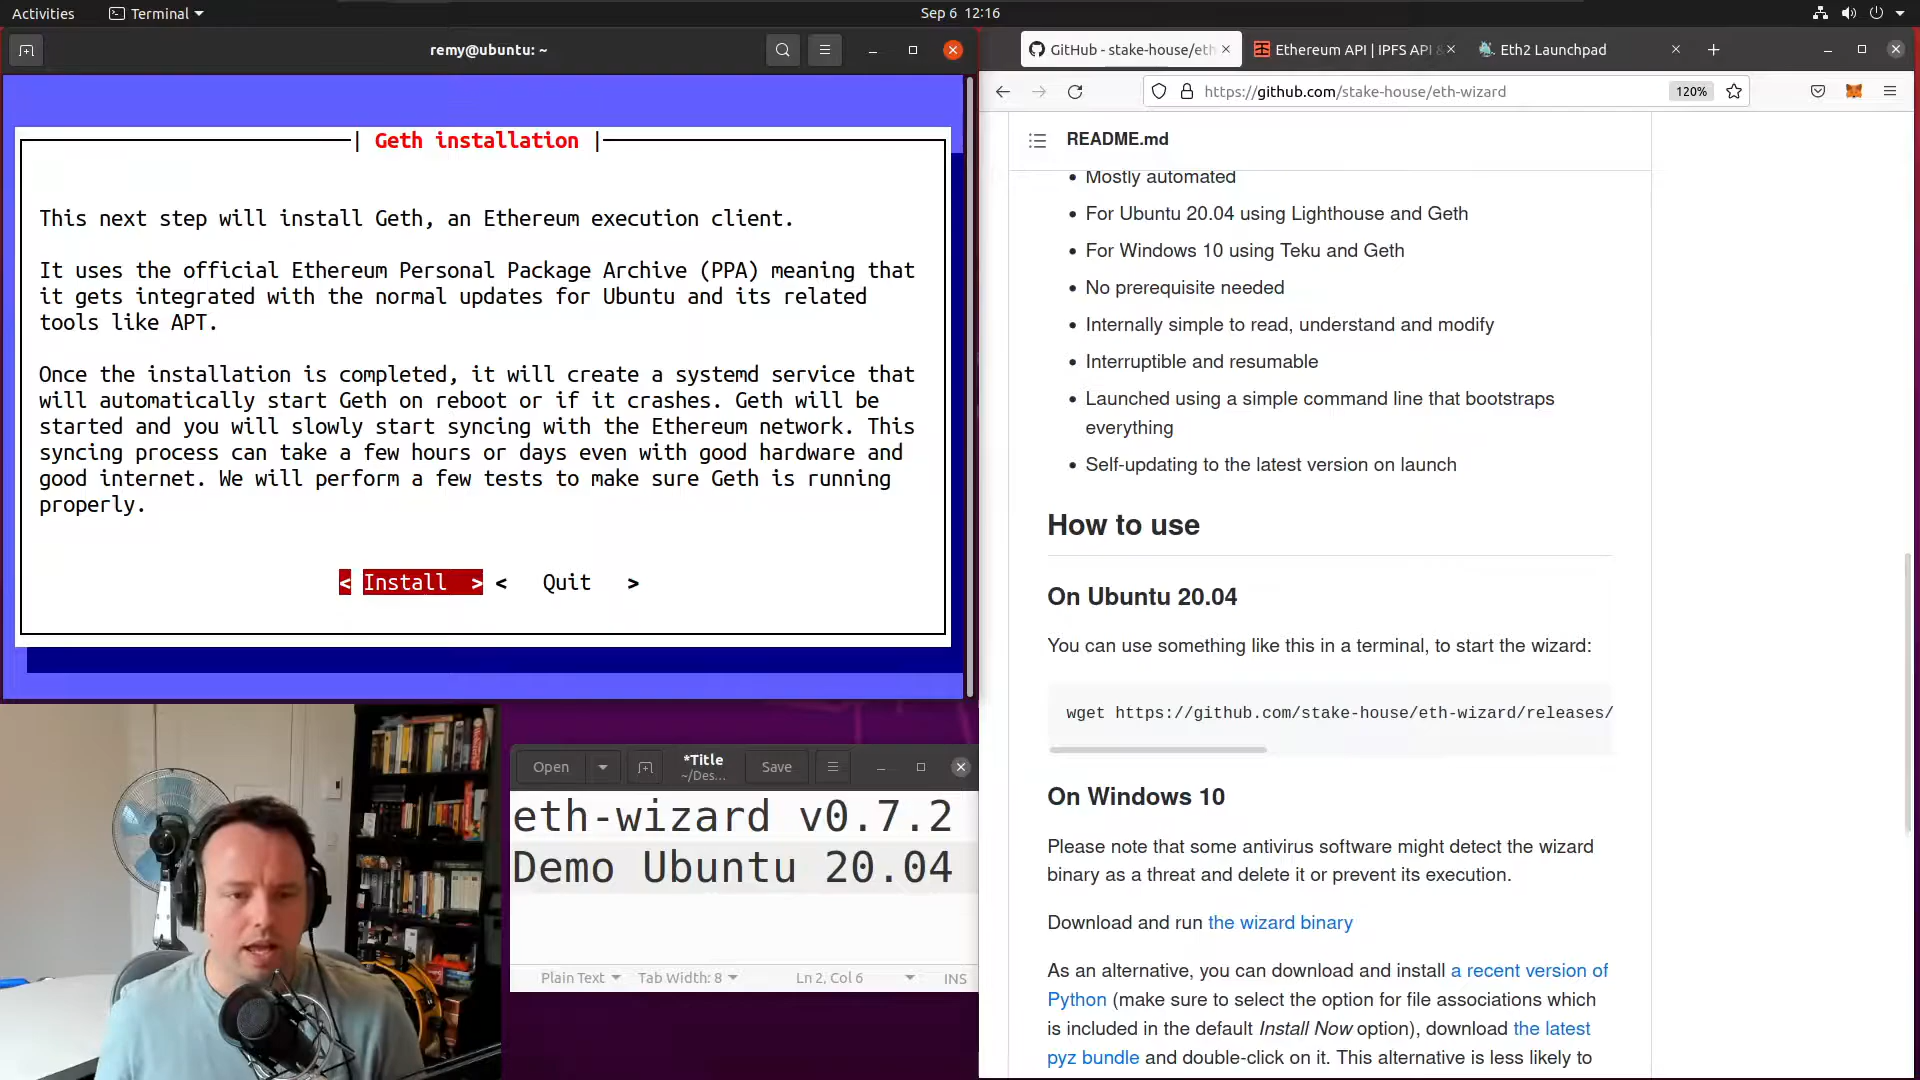 Activities
Terminal
Sep 6 12:16
remy@ubuntu: ~
| Geth installation |
This next step will install Geth, an Ethereum execution client.
It uses the official Ethereum Personal Package Archive (PPA) meaning that
it gets integrated with the normal updates for Ubuntu and its related
tools like APT.
Once the installation is completed, it will create a systemd service that
will automatically start Geth on reboot or if it crashes. Geth will be
started and you will slowly start syncing with the Ethereum network. This
syncing process can take a few hours or days even with good hardware and
good internet. We will perform a few tests to make sure Geth is running
properly.
< Install > < Quit >
Open
*Title
~/Des...
Save
eth-wizard v0.7.2
Demo Ubuntu 20.04
Plain Text
Tab Width: 8
Ln 2, Col 6
INS
GitHub - stake-house/eth
Ethereum API | IPFS API &
Eth2 Launchpad
https://github.com/stake-house/eth-wizard
120%
README.md
• Mostly automated
• For Ubuntu 20.04 using Lighthouse and Geth
• For Windows 10 using Teku and Geth
• No prerequisite needed
• Internally simple to read, understand and modify
• Interruptible and resumable
• Launched using a simple command line that bootstraps
everything
• Self-updating to the latest version on launch
How to use
On Ubuntu 20.04
You can use something like this in a terminal, to start the wizard:
wget https://github.com/stake-house/eth-wizard/releases/
On Windows 10
Please note that some antivirus software might detect the wizard
binary as a threat and delete it or prevent its execution.
Download and run the wizard binary
As an alternative, you can download and install a recent version of
Python (make sure to select the option for file associations which
is included in the default Install Now option), download the latest
pyz bundle and double-click on it. This alternative is less likely to